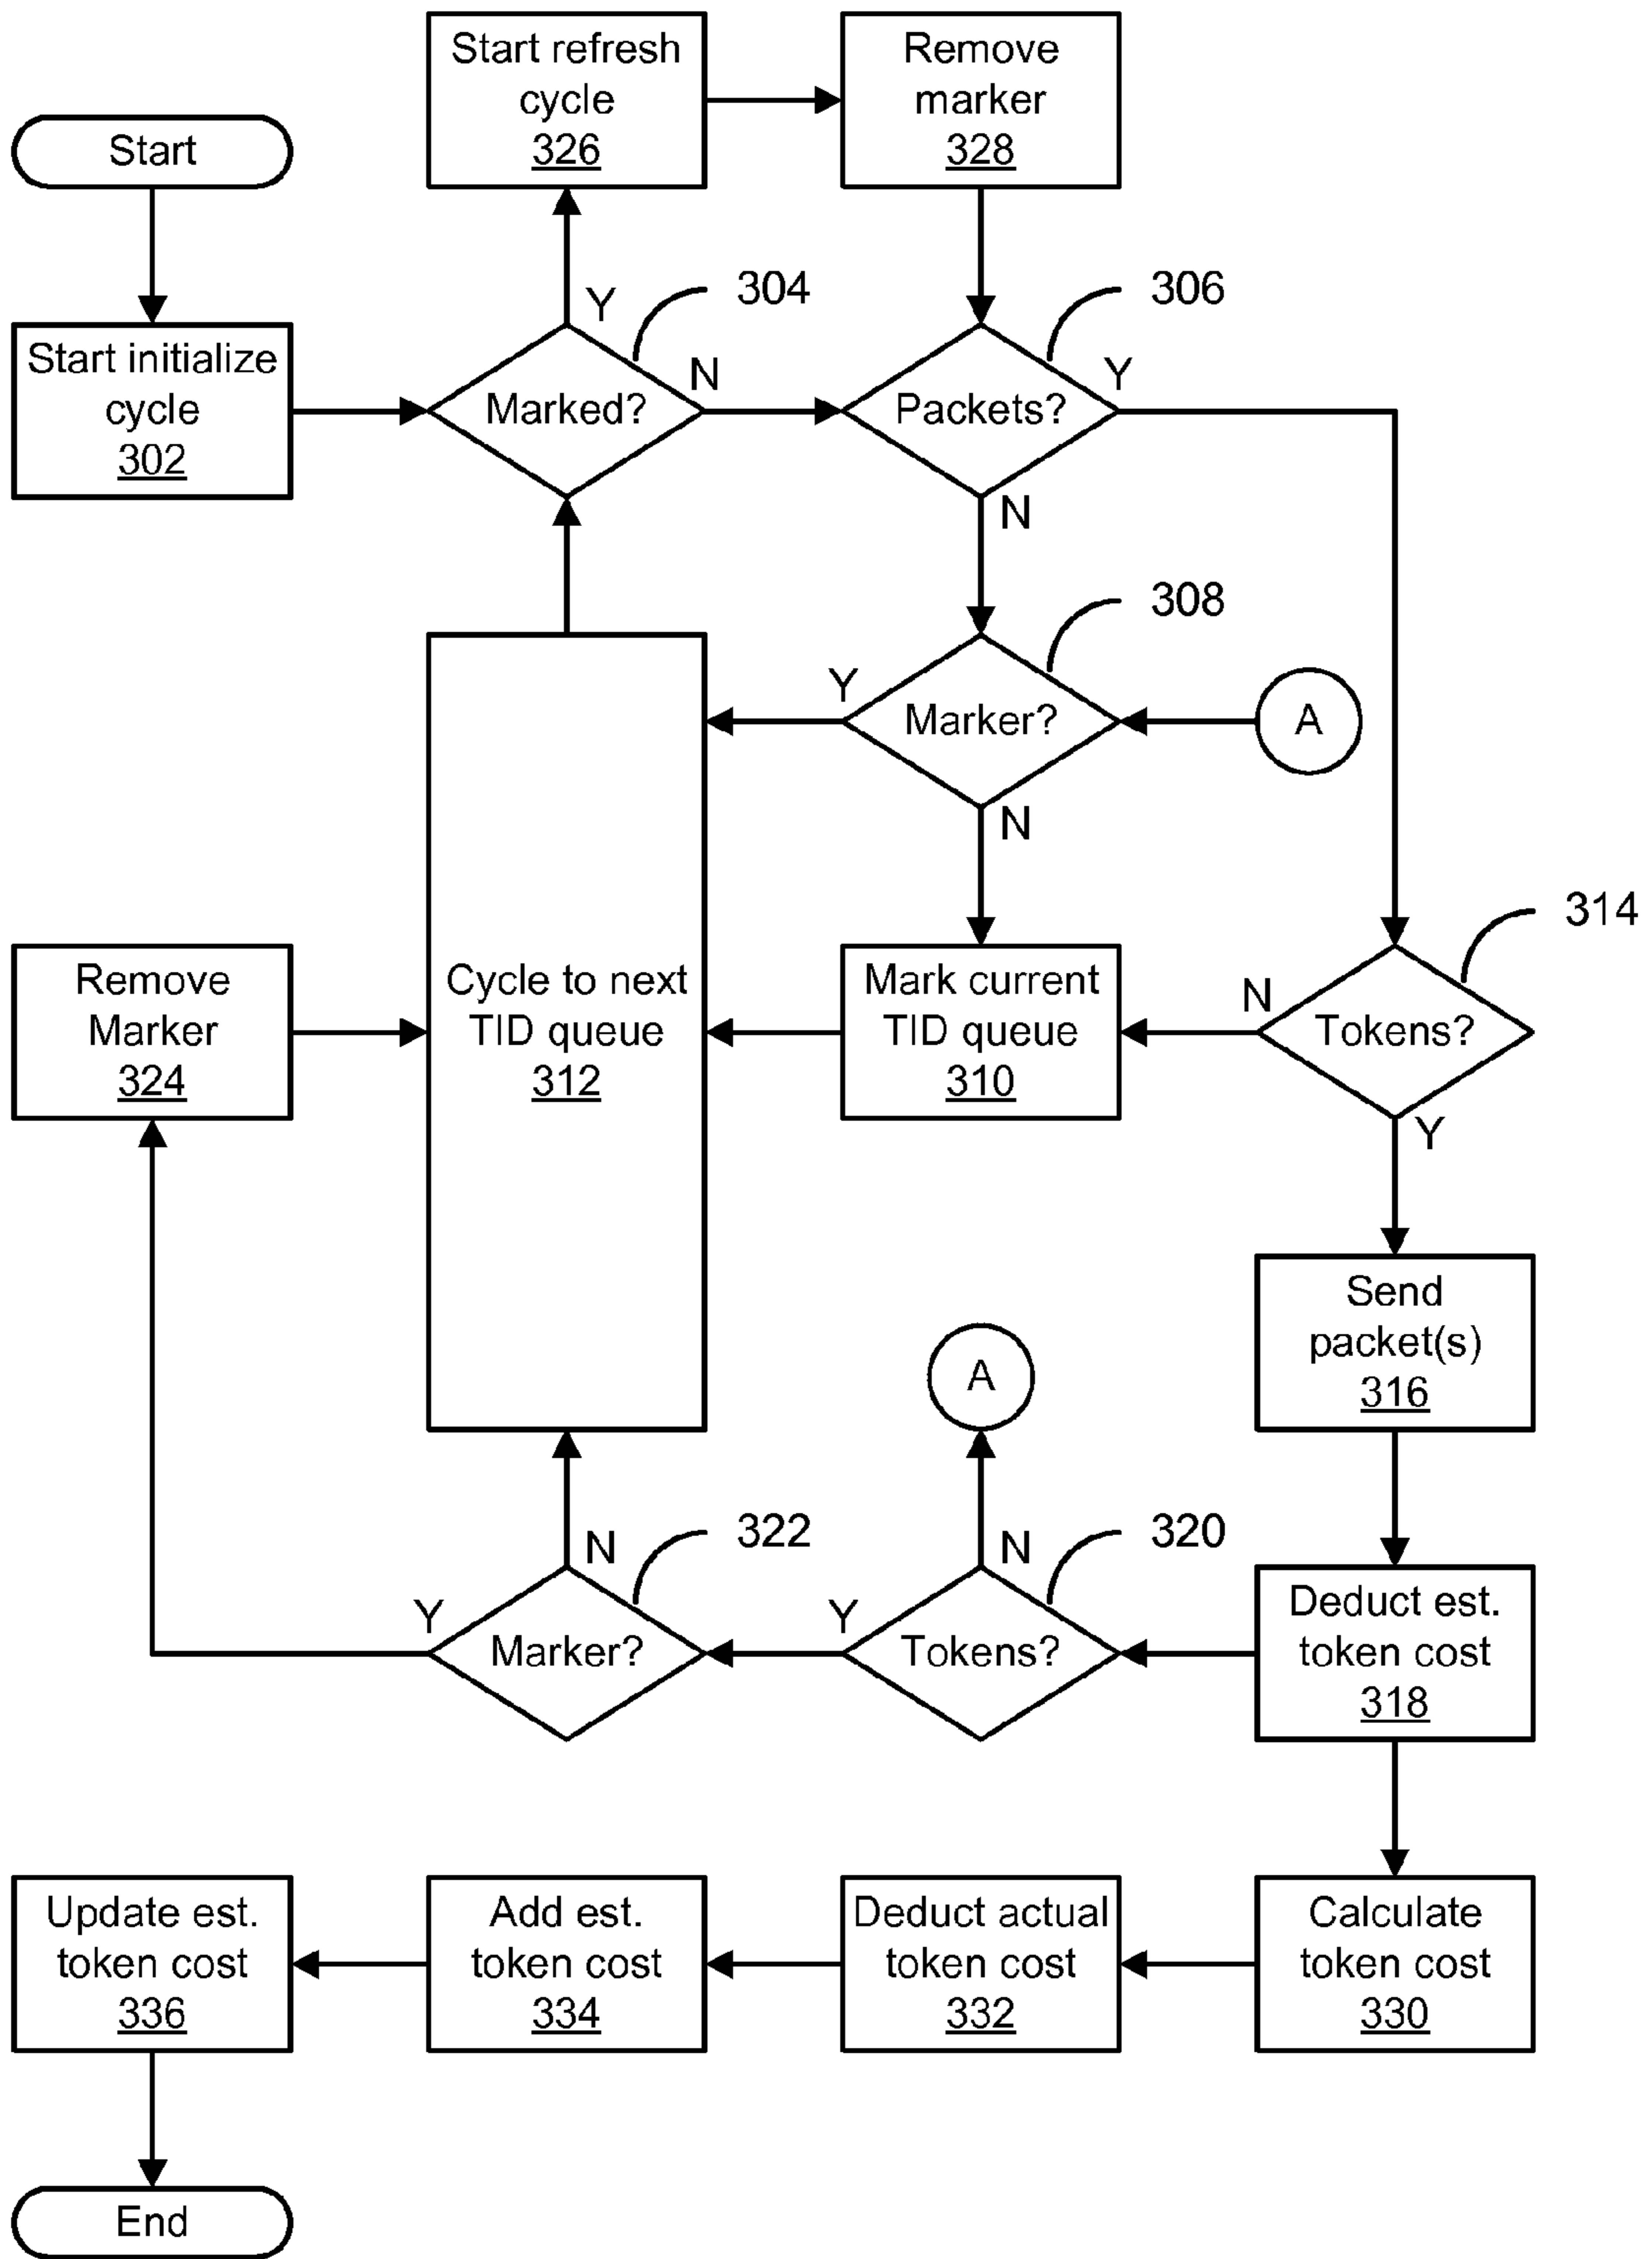 Start refresh
cycle
326
Remove
marker
328
Start
Y
304
306
Start initialize
cycle
302
Marked?
N
Packets?
Y
N
308
Y
Marker?
A
N
314
Remove
Marker
324
Cycle to next
TID queue
312
Mark current
TID queue
310
N
Tokens?
Y
Send
packet(s)
316
A
322
320
N
N
Y
Marker?
Y
Tokens?
Deduct est.
token cost
318
Update est.
token cost
336
Add est.
token cost
334
Deduct actual
token cost
332
Calculate
token cost
330
End